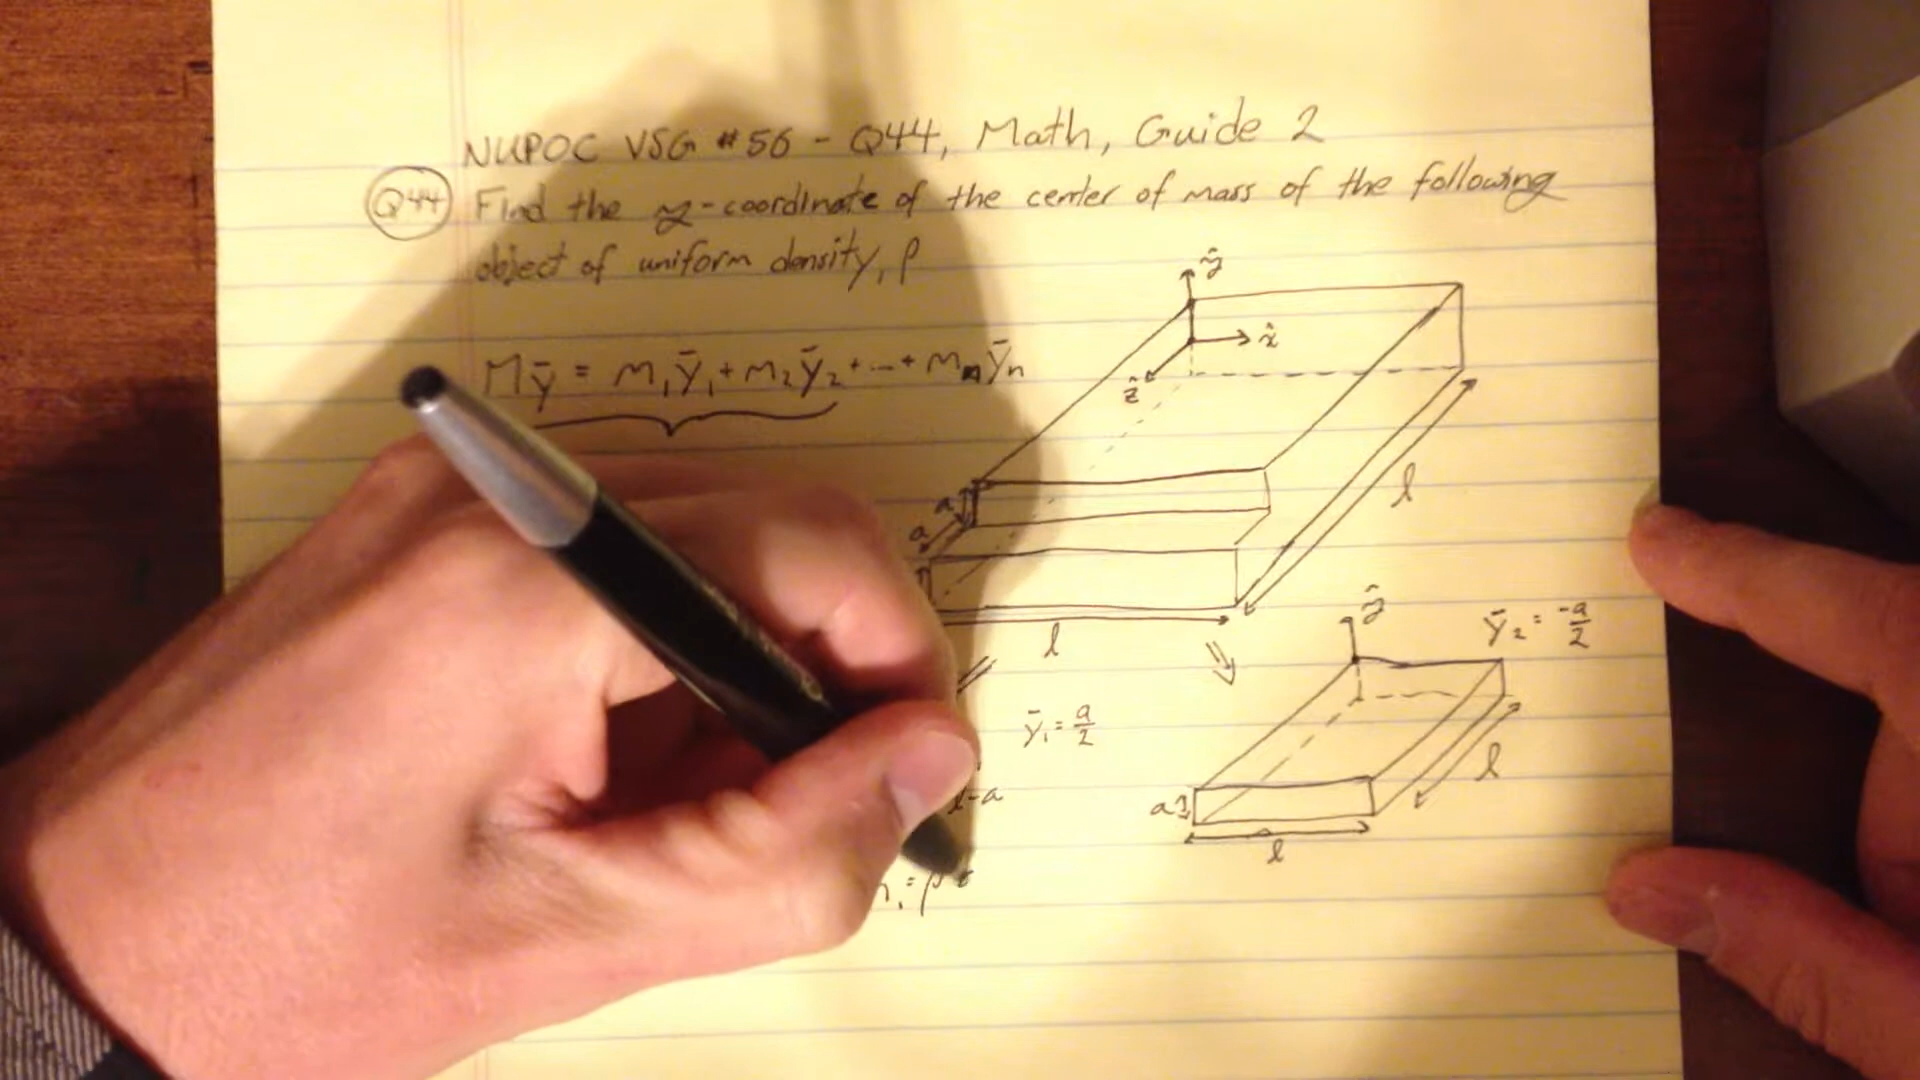 NUPOC VSG #56 - Q44, Math, Guide 2
Q44 Find the y-coordinate of the center of mass of the following
object of uniform density, ρ
Mȳ = m₁ȳ₁ + m₂ȳ₂ + ... + mₙȳₙ
ŷ
x̂
ẑ
a
a
l
l
ŷ
ȳ₂ = -a/2
ȳ₁ = a/2
l-a
a
l
l
₁ = ρ